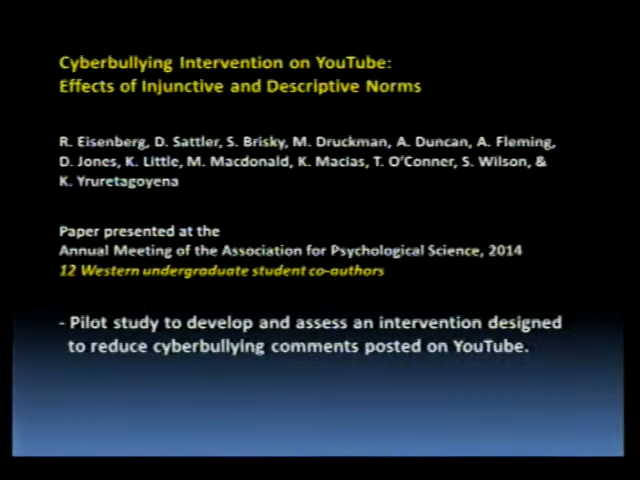 Cyberbullying Intervention on YouTube:
Effects of Injunctive and Descriptive Norms
R. Eisenberg, D. Sattler, S. Brisky, M. Druckman, A. Duncan, A. Fleming,
D. Jones, K. Little, M. Macdonald, K. Macias, T. O'Conner, S. Wilson, &
K. Yruretagoyena
Paper presented at the
Annual Meeting of the Association for Psychological Science, 2014
12 Western undergraduate student co-authors
- Pilot study to develop and assess an intervention designed
to reduce cyberbullying comments posted on YouTube.